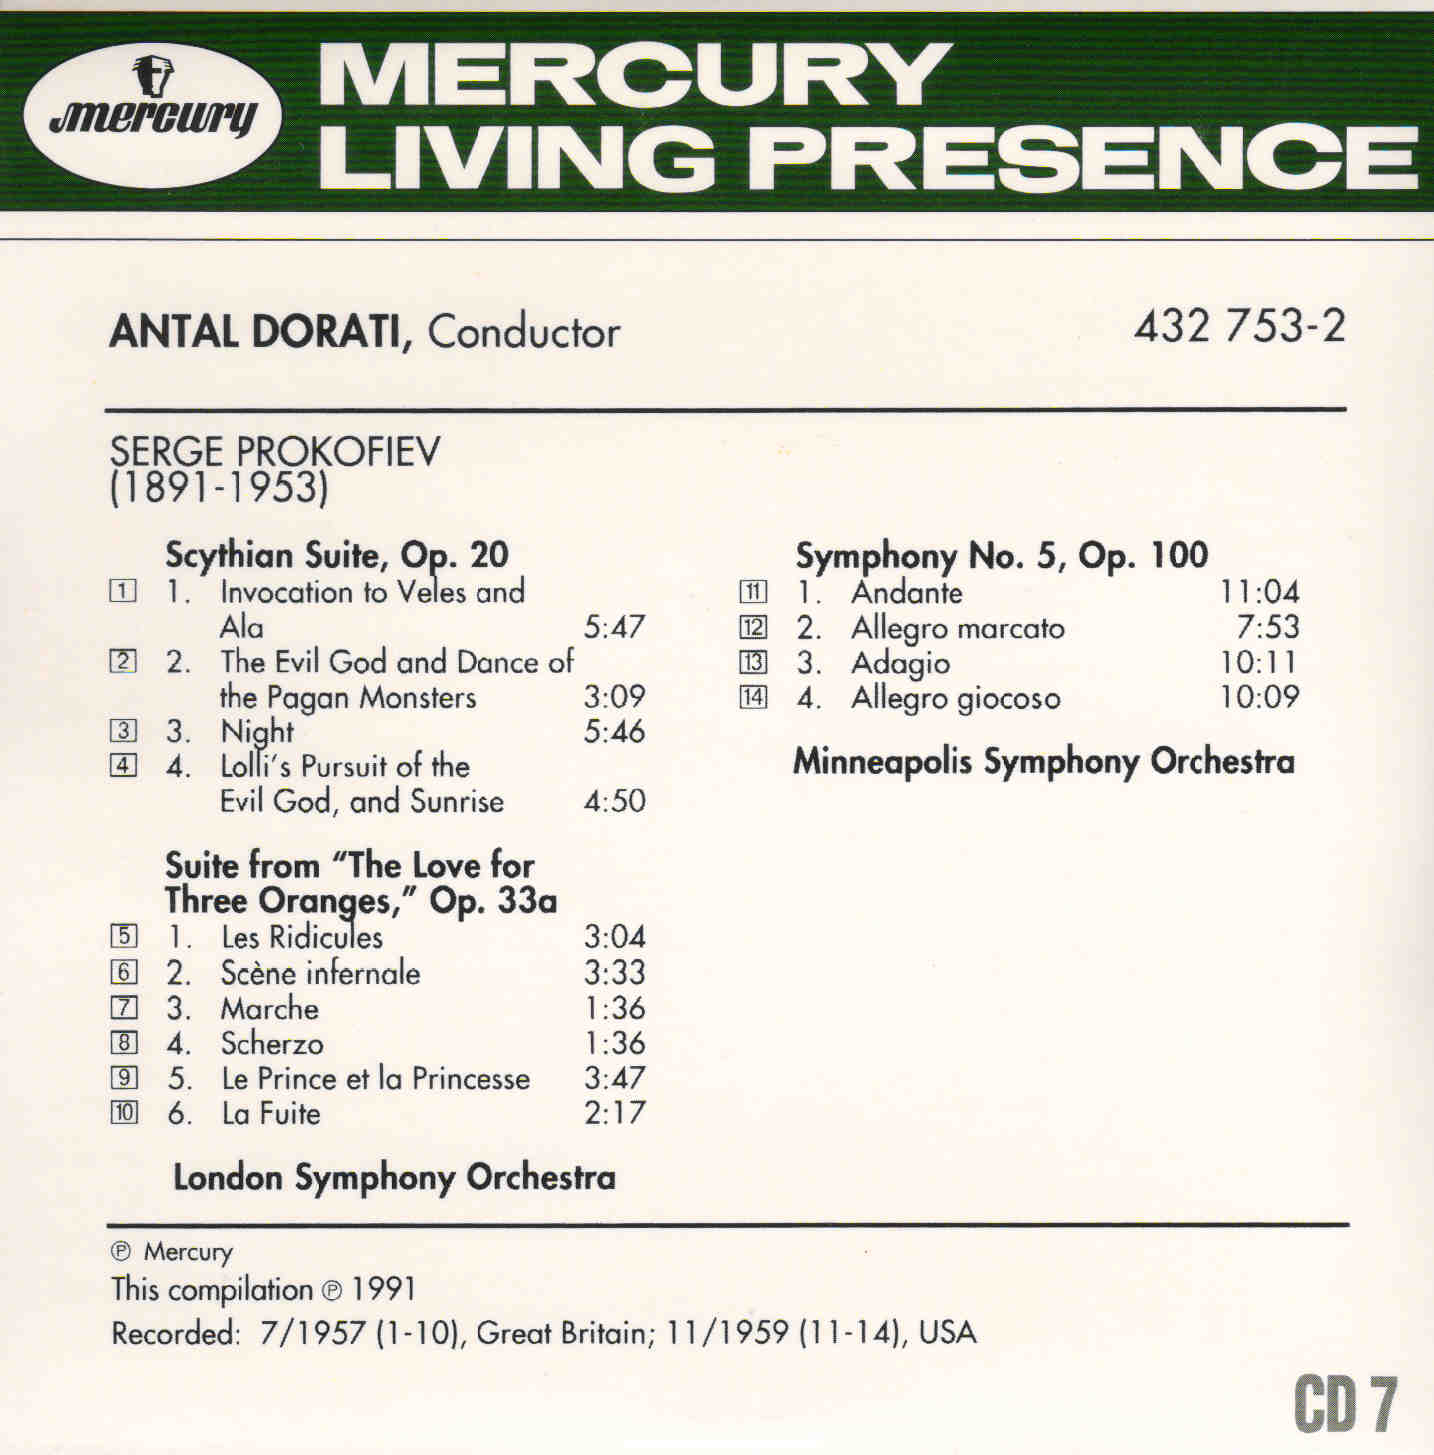 mercury
MERCURY
LIVING PRESENCE
ANTAL DORATI, Conductor
432 753-2
SERGE PROKOFIEV
(1891-1953)
Scythian Suite, Op. 20
1 1. Invocation to Veles and
Ala 5:47
2 2. The Evil God and Dance of
the Pagan Monsters 3:09
3 3. Night 5:46
4 4. Lolli's Pursuit of the
Evil God, and Sunrise 4:50
Suite from "The Love for
Three Oranges," Op. 33a
5 1. Les Ridicules 3:04
6 2. Scène infernale 3:33
7 3. Marche 1:36
8 4. Scherzo 1:36
9 5. Le Prince et la Princesse 3:47
10 6. La Fuite 2:17
London Symphony Orchestra
Symphony No. 5, Op. 100
11 1. Andante 11:04
12 2. Allegro marcato 7:53
13 3. Adagio 10:11
14 4. Allegro giocoso 10:09
Minneapolis Symphony Orchestra
℗ Mercury
This compilation ℗ 1991
Recorded: 7/1957 (1-10), Great Britain; 11/1959 (11-14), USA
CD 7